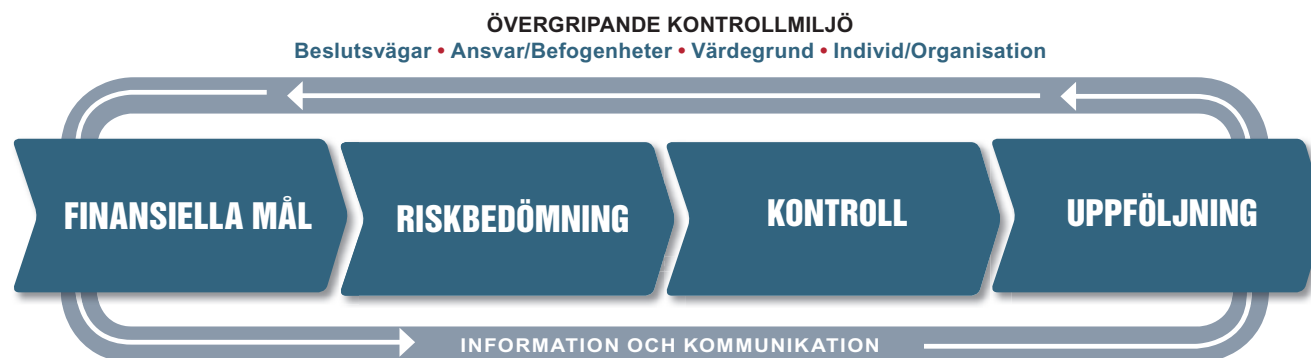 ÖVERGRIPANDE KONTROLLMILJÖ
Beslutsvägar • Ansvar/Befogenheter • Värdegrund • Individ/Organisation
FINANSIELLA MÅL
RISKBEDÖMNING
KONTROLL
UPPFÖLJNING
INFORMATION OCH KOMMUNIKATION